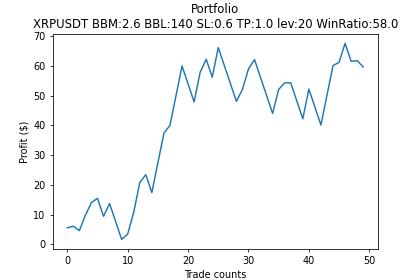 Portfolio
XRPUSDT BBM:2.6 BBL:140 SL:0.6 TP:1.0 lev:20 WinRatio:58.0
70
60
50
40
30
20
10
0
Profit ($)
0 10 20 30 40 50
Trade counts